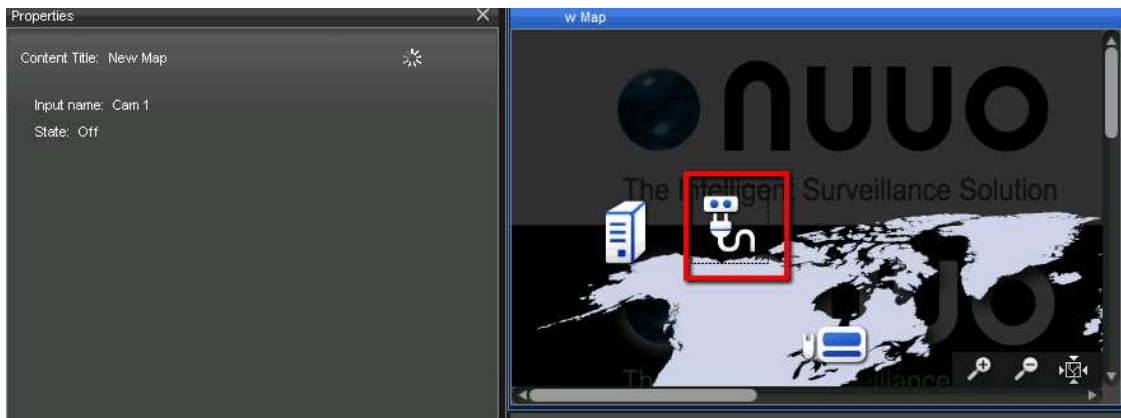 Properties
Content Title: New Map
Input name: Cam 1
State: Off
w Map
nuuo
The Intelligent Surveillance Solution